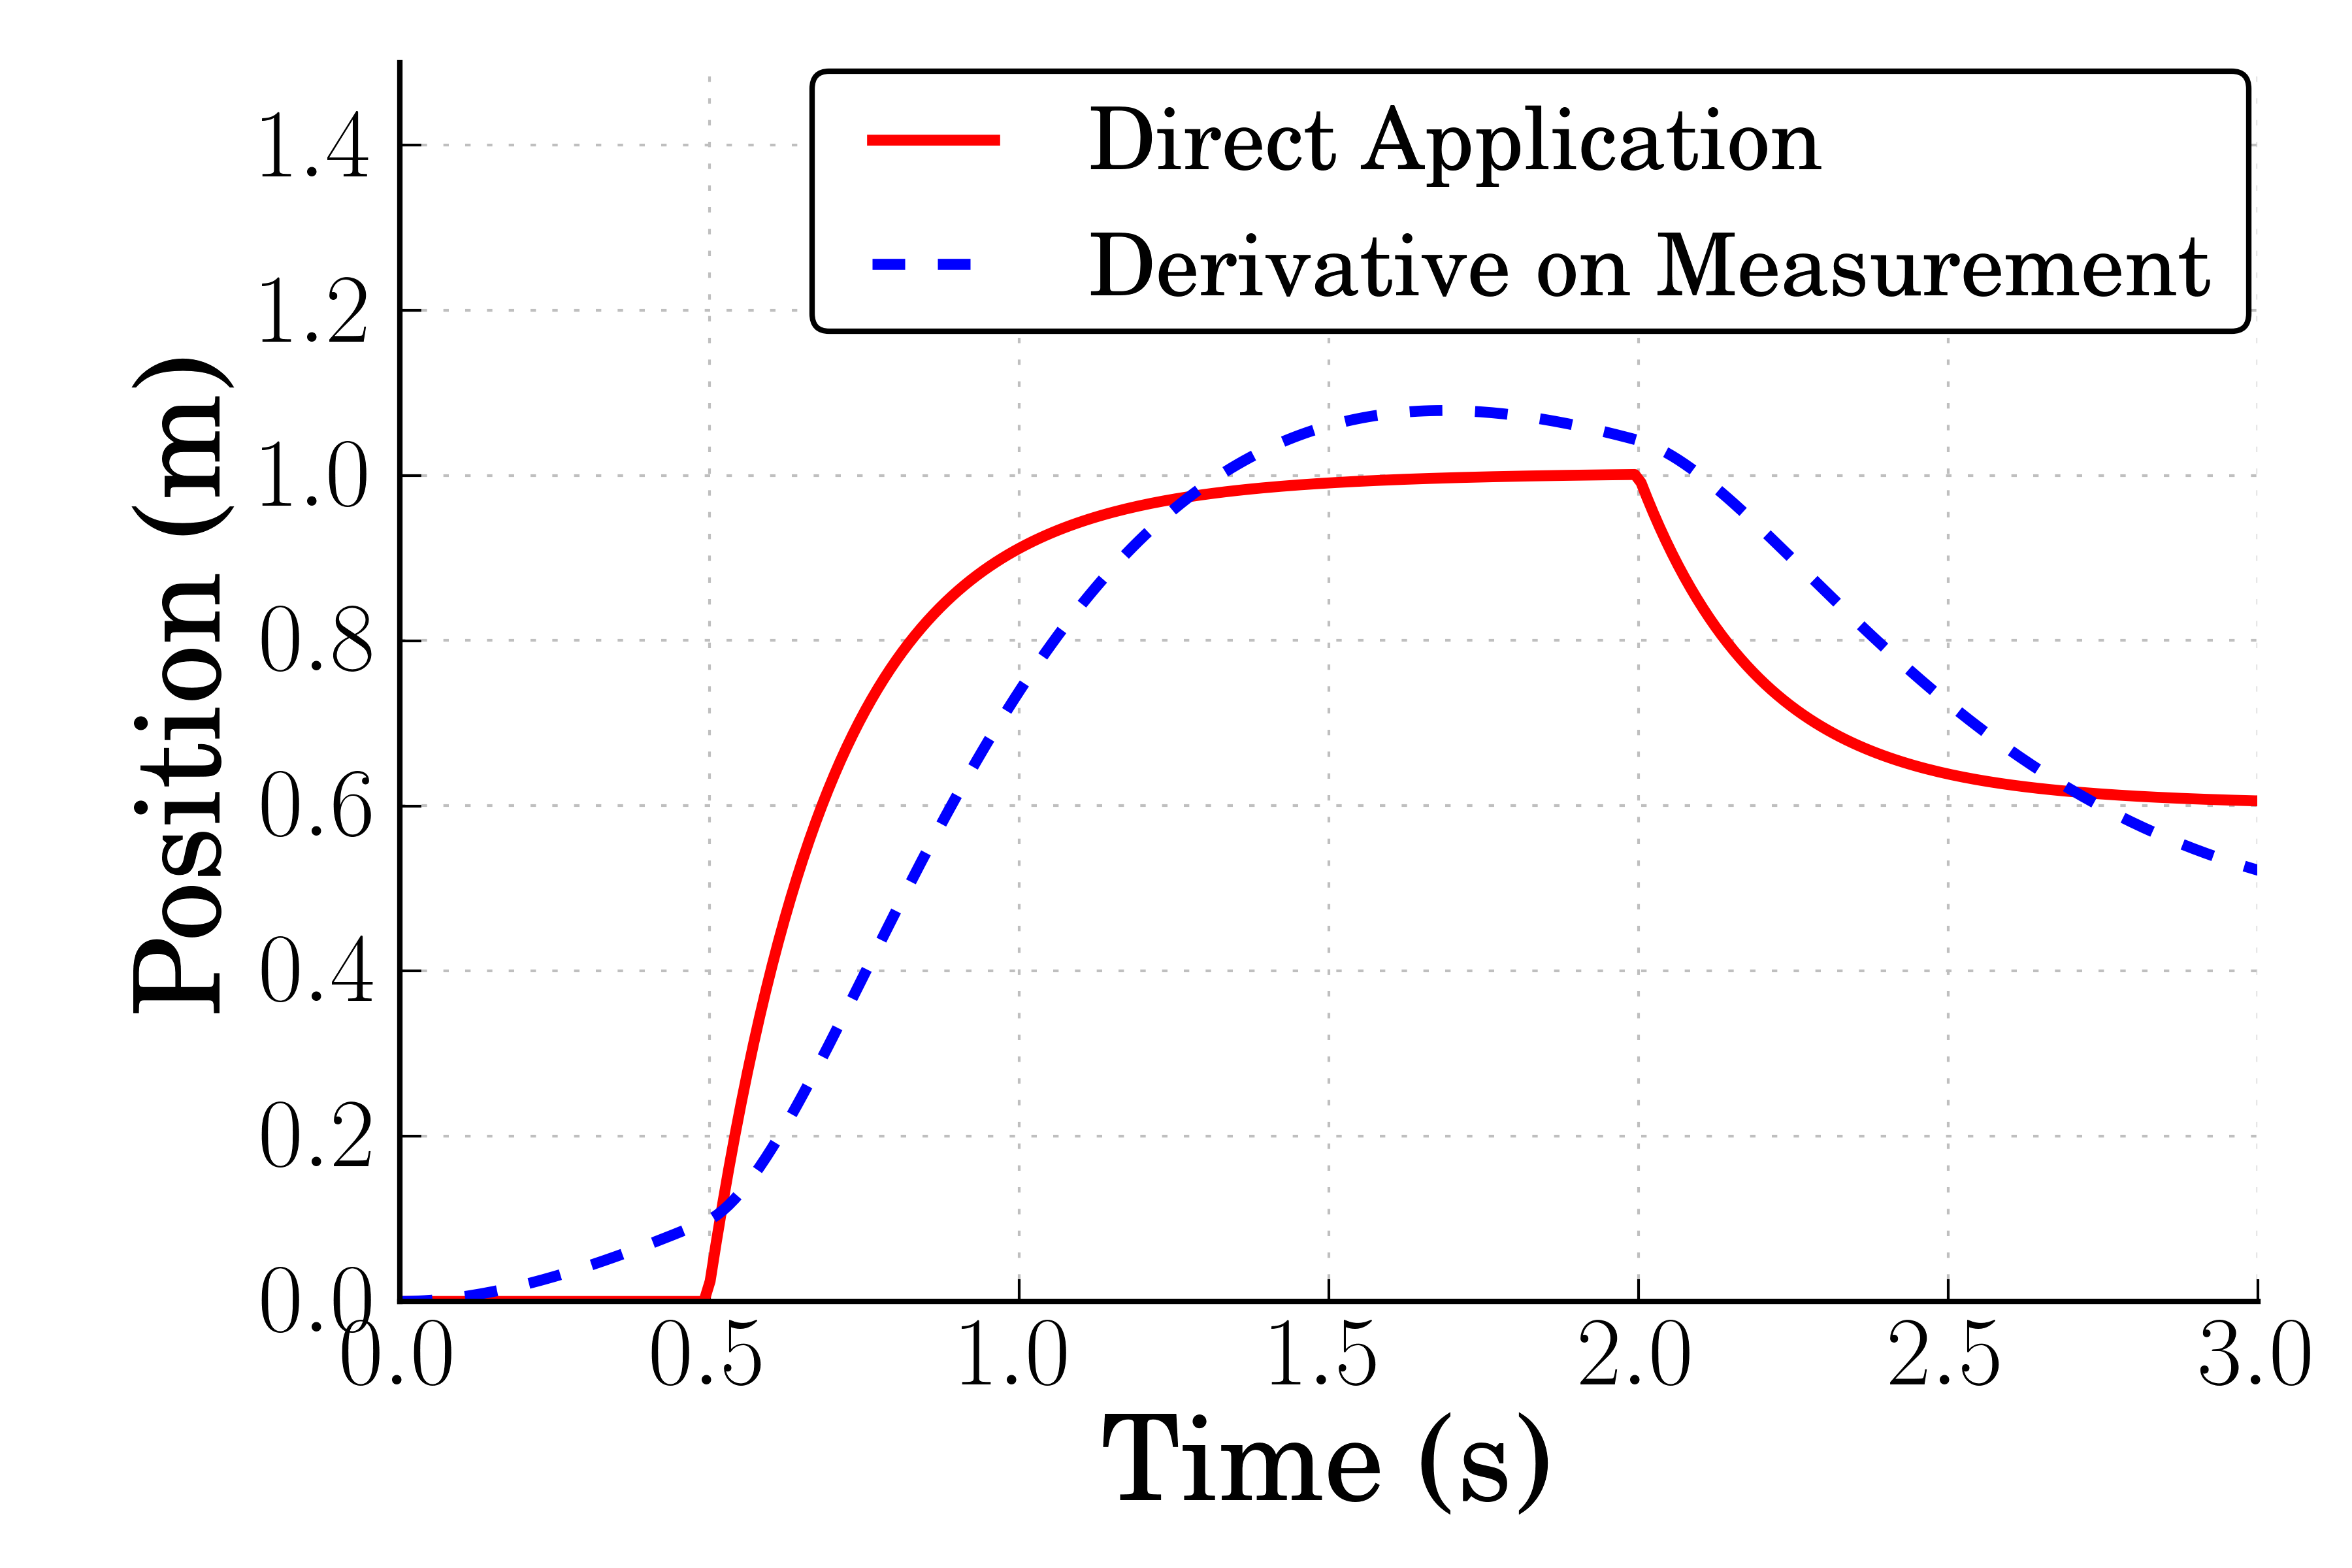 Direct Application
Derivative on Measurement
Position (m)
1.4
1.2
1.0
0.8
0.6
0.4
0.2
0.0
0.0 0.5 1.0 1.5 2.0 2.5 3.0
Time (s)